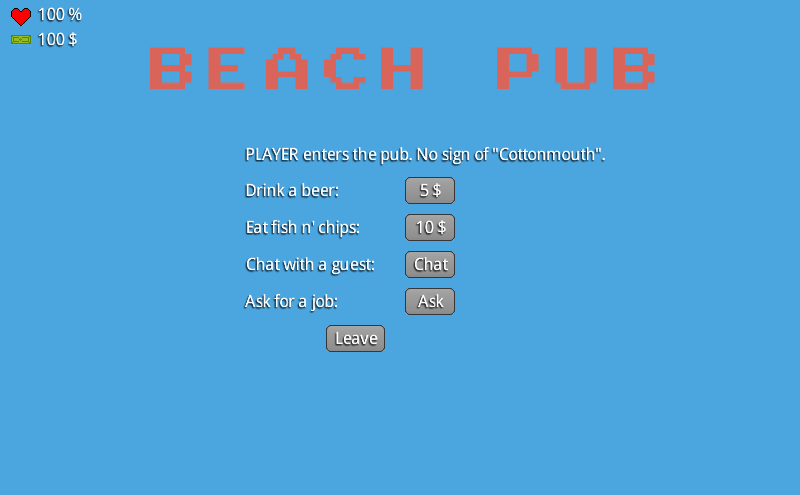 100 %
100 $
BEACH PUB
PLAYER enters the pub. No sign of "Cottonmouth".
Drink a beer: 5 $
Eat fish n' chips: 10 $
Chat with a guest: Chat
Ask for a job: Ask
Leave